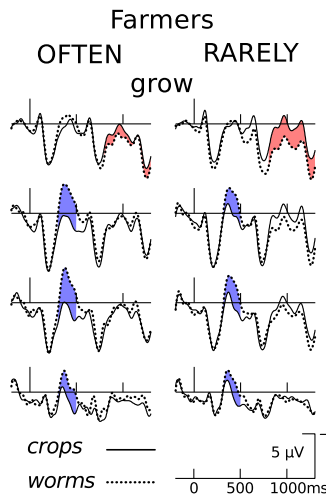 Farmers
OFTEN RARELY
grow
crops
worms
5 µV
0 500 1000ms